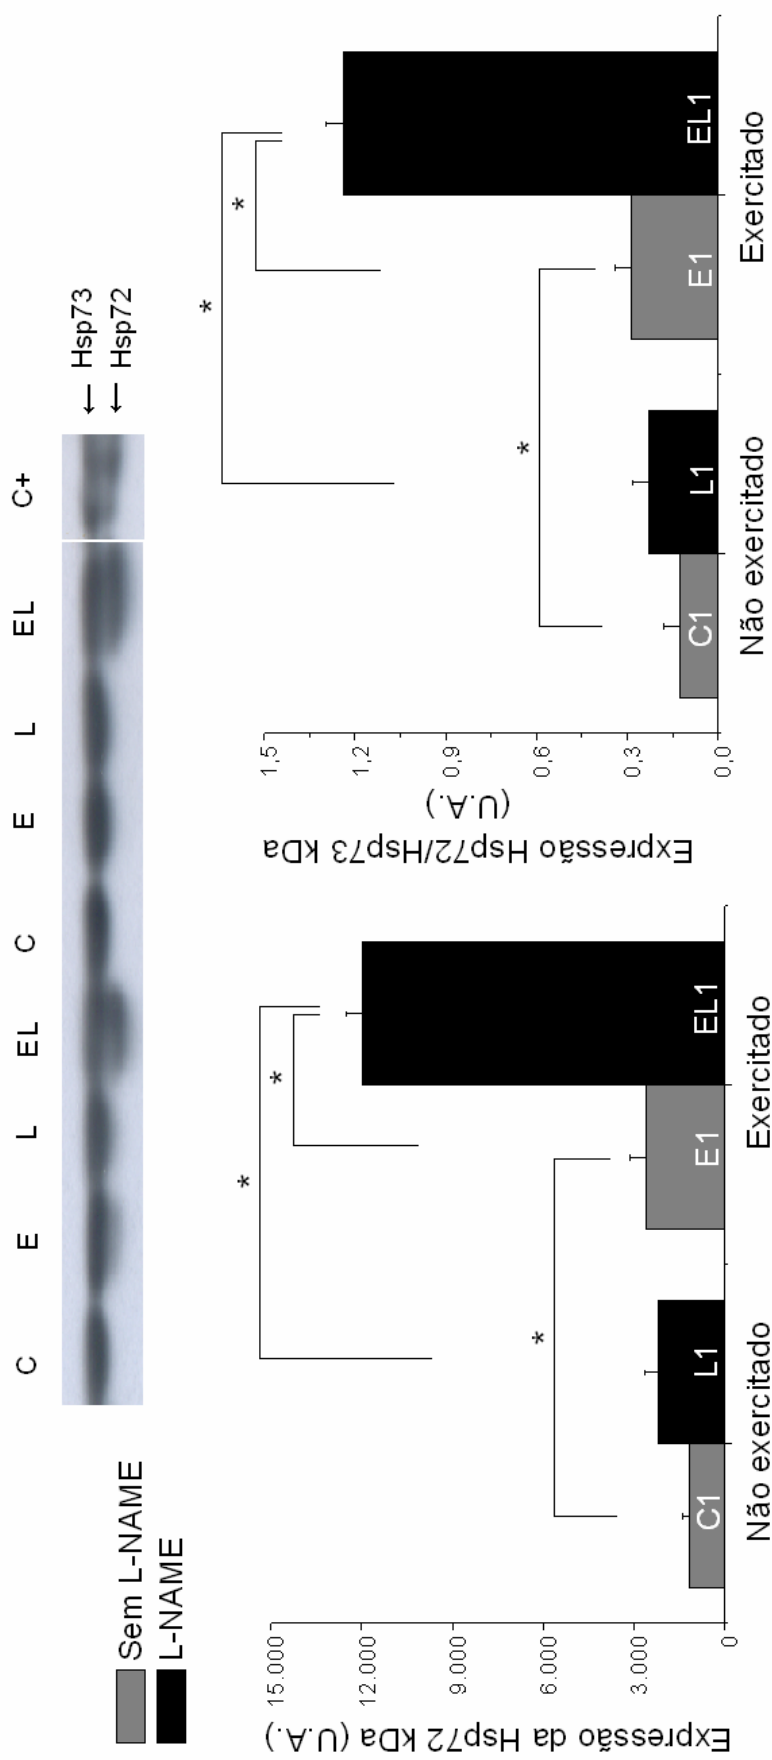 Sem L-NAME
L-NAME
C E L EL C E L EL C+
← Hsp73
← Hsp72
Expressão da Hsp72 kDa (U.A.)
15.000
12.000
9.000
6.000
3.000
0
*
*
*
C1
L1
E1
EL1
Não exercitado
Exercitado
Expressão Hsp72/Hsp73 kDa
(U.A.)
1,5
1,2
0,9
0,6
0,3
0,0
*
*
*
C1
L1
E1
EL1
Não exercitado
Exercitado